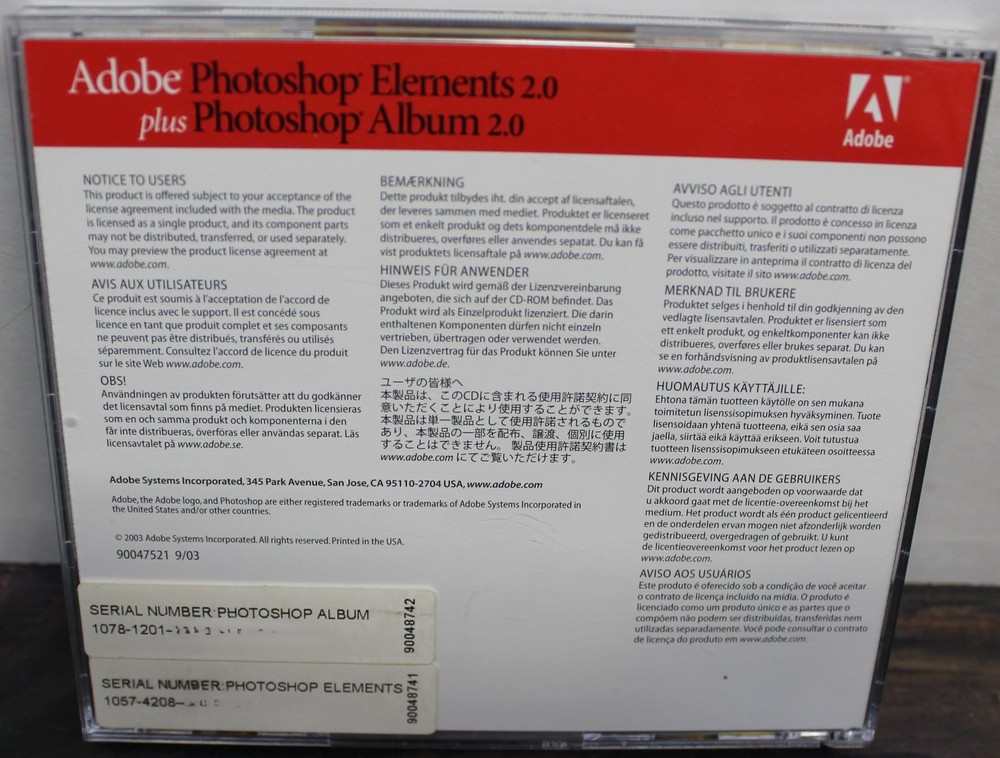 Adobe® Photoshop® Elements 2.0
plus Photoshop® Album 2.0
Adobe
NOTICE TO USERS
This product is offered subject to your acceptance of the
license agreement included with the media. The product
is licensed as a single product, and its component parts
may not be distributed, transferred, or used separately.
You may preview the product license agreement at
www.adobe.com.
AVIS AUX UTILISATEURS
Ce produit est soumis à l'acceptation de l'accord de
licence inclus avec le support. Il est concédé sous
licence en tant que produit complet et ses composants
ne peuvent pas être distribués, transférés ou utilisés
séparemment. Consultez l'accord de licence du produit
sur le site Web www.adobe.com.
OBS!
Användningen av produkten förutsätter att du godkänner
det licensavtal som finns på mediet. Produkten licensieras
som en och samma produkt och komponenterna i den
får inte distribueras, överföras eller användas separat. Läs
licensavtalet på www.adobe.se.
BEMÆRKNING
Dette produkt tilbydes iht. din accept af licensaftalen,
der leveres sammen med mediet. Produktet er licenseret
som et enkelt produkt og dets komponentdele må ikke
distribueres, overføres eller anvendes sepatat. Du kan få
vist produktets licensaftale på www.adobe.com.
HINWEIS FÜR ANWENDER
Dieses Produkt wird gemäß der Lizenzvereinbarung
angeboten, die sich auf der CD-ROM befindet. Das
Produkt wird als Einzelprodukt lizenziert. Die darin
enthaltenen Komponenten dürfen nicht einzeln
vertrieben, übertragen oder verwendet werden.
Den Lizenzvertrag für das Produkt können Sie unter
www.adobe.de.
ユーザの皆様へ
本製品は、このCDに含まれる使用許諾契約に同
意いただくことにより使用することができます。
本製品は単一製品として使用許諾されるもので
あり、本製品の一部を配布、譲渡、個別に使用
することはできません。 製品使用許諾契約書は
www.adobe.com にてご覧いただけます。
AVVISO AGLI UTENTI
Questo prodotto è soggetto al contratto di licenza
incluso nel supporto. Il prodotto è concesso in licenza
come pacchetto unico e i suoi componenti non possono
essere distribuiti, trasferiti o utilizzati separatamente.
Per visualizzare in anteprima il contratto di licenza del
prodotto, visitate il sito www.adobe.com.
MERKNAD TIL BRUKERE
Produktet selges i henhold til din godkjenning av den
vedlagte lisensavtalen. Produktet er lisensiert som
ett enkelt produkt, og enkeltkomponenter kan ikke
distribueres, overføres eller brukes separat. Du kan
se en forhåndsvisning av produktlisensavtalen på
www.adobe.com.
HUOMAUTUS KÄYTTÄJILLE:
Ehtona tämän tuotteen käytölle on sen mukana
toimitetun lisenssisopimuksen hyväksyminen. Tuote
lisensoidaan yhtenä tuotteena, eikä sen osia saa
jaella, siirtää eikä käyttää erikseen. Voit tutustua
tuotteen lisenssisopimukseen etukäteen osoitteessa
www.adobe.com.
KENNISGEVING AAN DE GEBRUIKERS
Dit product wordt aangeboden op voorwaarde dat
u akkoord gaat met de licentie-overeenkomst bij het
medium. Het product wordt als één product gelicentieerd
en de onderdelen ervan mogen niet afzonderlijk worden
gedistribueerd, overgedragen of gebruikt. U kunt
de licentieovereenkomst voor het product lezen op
www.adobe.com.
AVISO AOS USUÁRIOS
Este produto é oferecido sob a condição de você aceitar
o contrato de licença incluído na mídia. O produto é
licenciado como um produto único e as partes que o
compõem não podem ser distribuídas, transferidas nem
utilizadas separadamente. Você pode consultar o contrato
de licença do produto em www.adobe.com.
Adobe Systems Incorporated, 345 Park Avenue, San Jose, CA 95110-2704 USA, www.adobe.com
Adobe, the Adobe logo, and Photoshop are either registered trademarks or trademarks of Adobe Systems Incorporated in
the United States and/or other countries.
© 2003 Adobe Systems Incorporated. All rights reserved. Printed in the USA.
90047521 9/03
SERIAL NUMBER:PHOTOSHOP ALBUM
1078-1201-
90048742
SERIAL NUMBER:PHOTOSHOP ELEMENTS
1057-4208-
90048741